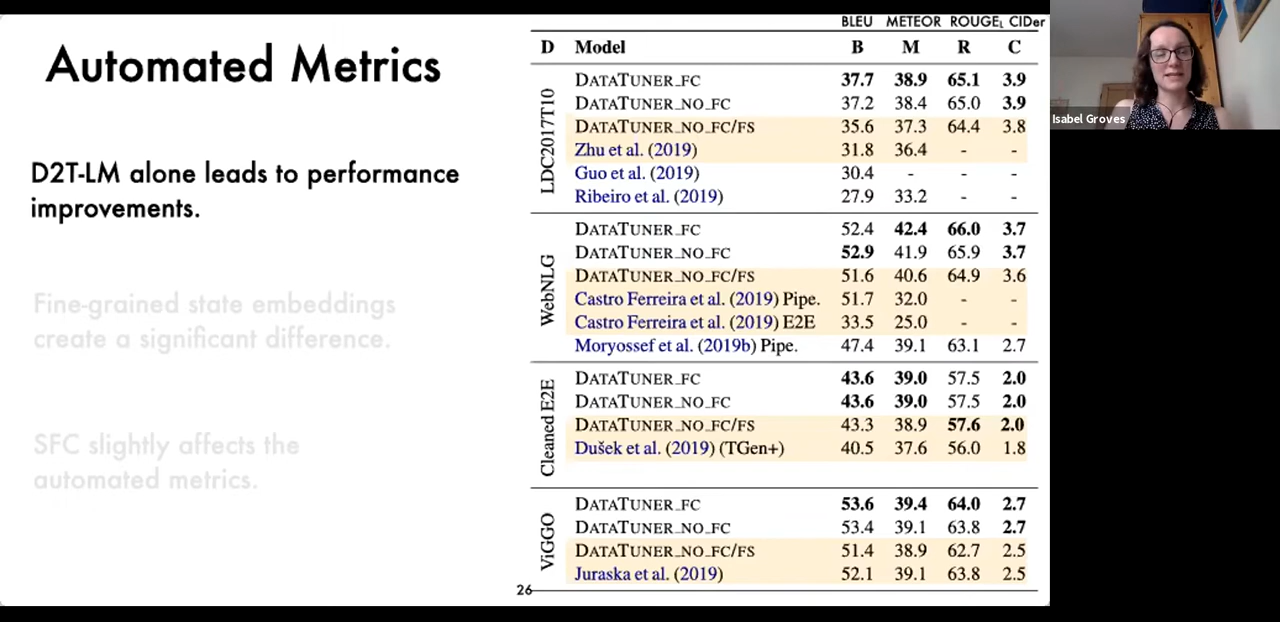 Automated Metrics
D2T-LM alone leads to performance
improvements.
Fine-grained state embeddings
create a significant difference.
SFC slightly affects the
automated metrics.
BLEU METEOR ROUGEL CIDer
D Model B M R C
LDC2017T10
DATATUNER_FC 37.7 38.9 65.1 3.9
DATATUNER_NO_FC 37.2 38.4 65.0 3.9
DATATUNER_NO_FC/FS 35.6 37.3 64.4 3.8
Zhu et al. (2019) 31.8 36.4 - -
Guo et al. (2019) 30.4 - - -
Ribeiro et al. (2019) 27.9 33.2 - -
WebNLG
DATATUNER_FC 52.4 42.4 66.0 3.7
DATATUNER_NO_FC 52.9 41.9 65.9 3.7
DATATUNER_NO_FC/FS 51.6 40.6 64.9 3.6
Castro Ferreira et al. (2019) Pipe. 51.7 32.0 - -
Castro Ferreira et al. (2019) E2E 33.5 25.0 - -
Moryossef et al. (2019b) Pipe. 47.4 39.1 63.1 2.7
Cleaned E2E
DATATUNER_FC 43.6 39.0 57.5 2.0
DATATUNER_NO_FC 43.6 39.0 57.5 2.0
DATATUNER_NO_FC/FS 43.3 38.9 57.6 2.0
Dušek et al. (2019) (TGen+) 40.5 37.6 56.0 1.8
ViGGO
DATATUNER_FC 53.6 39.4 64.0 2.7
DATATUNER_NO_FC 53.4 39.1 63.8 2.7
DATATUNER_NO_FC/FS 51.4 38.9 62.7 2.5
Juraska et al. (2019) 52.1 39.1 63.8 2.5
26
Isabel Groves